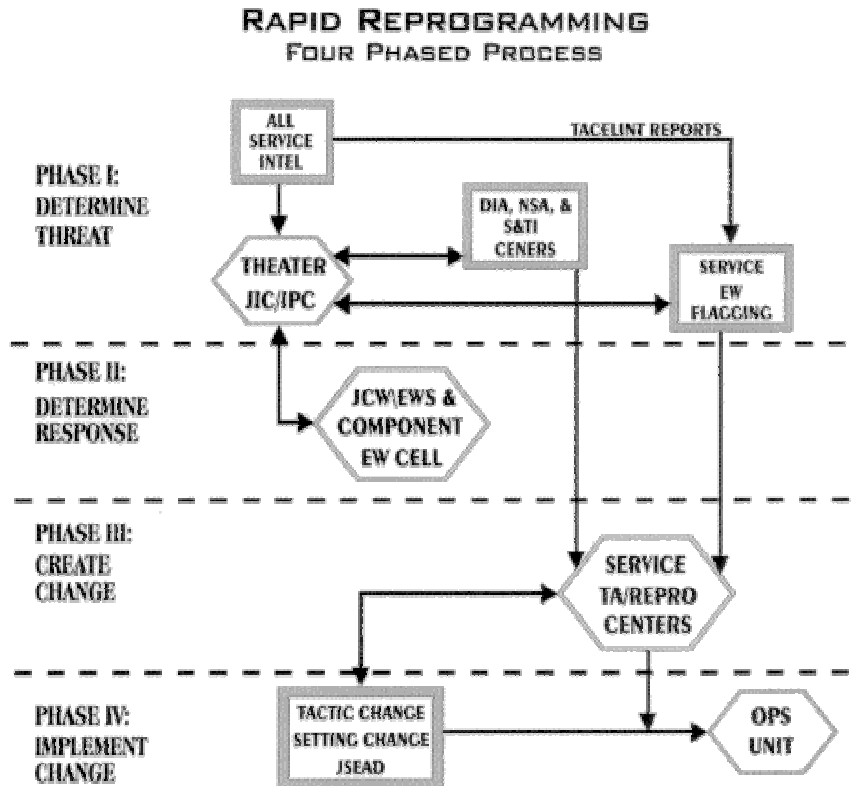 RAPID REPROGRAMMING
FOUR PHASED PROCESS
ALL
SERVICE
INTEL
TACELINT REPORTS
PHASE I:
DETERMINE
THREAT
DIA, NSA, &
S&TI
CENERS
THEATER
JIC/IPC
SERVICE
EW
FLAGGING
PHASE II:
DETERMINE
RESPONSE
JCW\EWS &
COMPONENT
EW CELL
PHASE III:
CREATE
CHANGE
SERVICE
TA/REPRO
CENTERS
PHASE IV:
IMPLEMENT
CHANGE
TACTIC CHANGE
SETTING CHANGE
JSEAD
OPS
UNIT